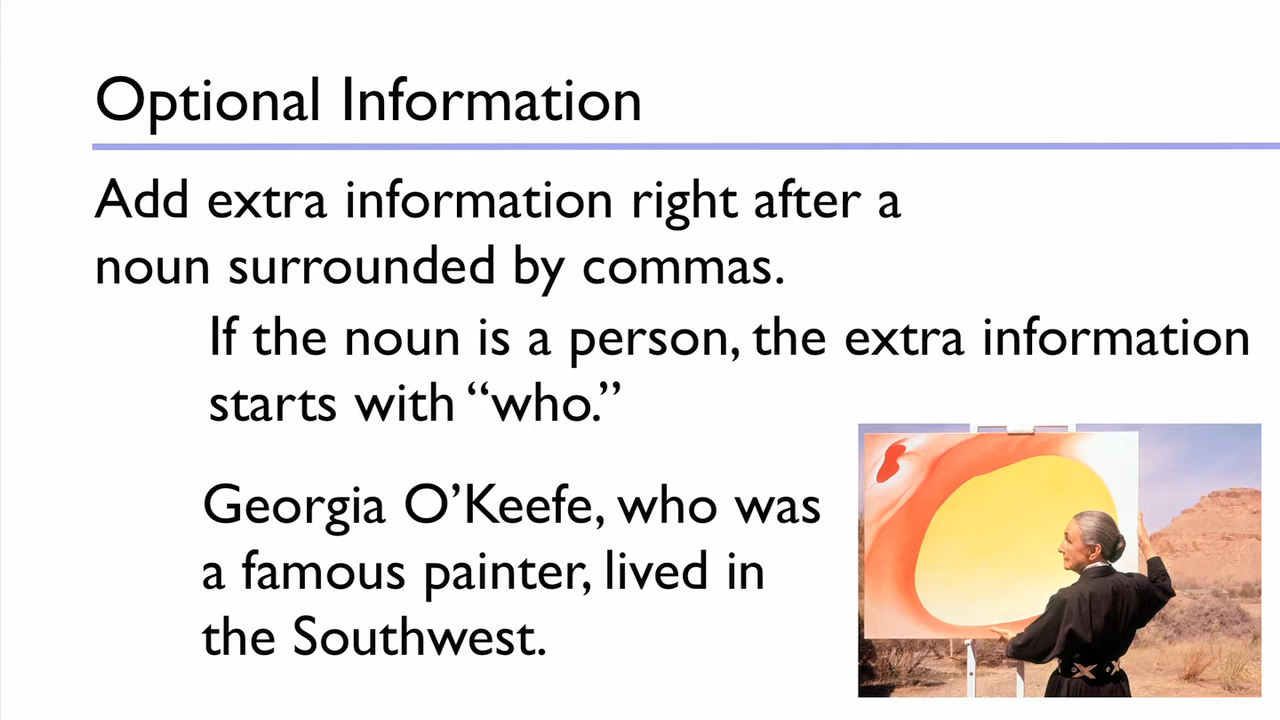 Optional Information
Add extra information right after a
noun surrounded by commas.
If the noun is a person, the extra information
starts with “who.”
Georgia O’Keefe, who was
a famous painter, lived in
the Southwest.